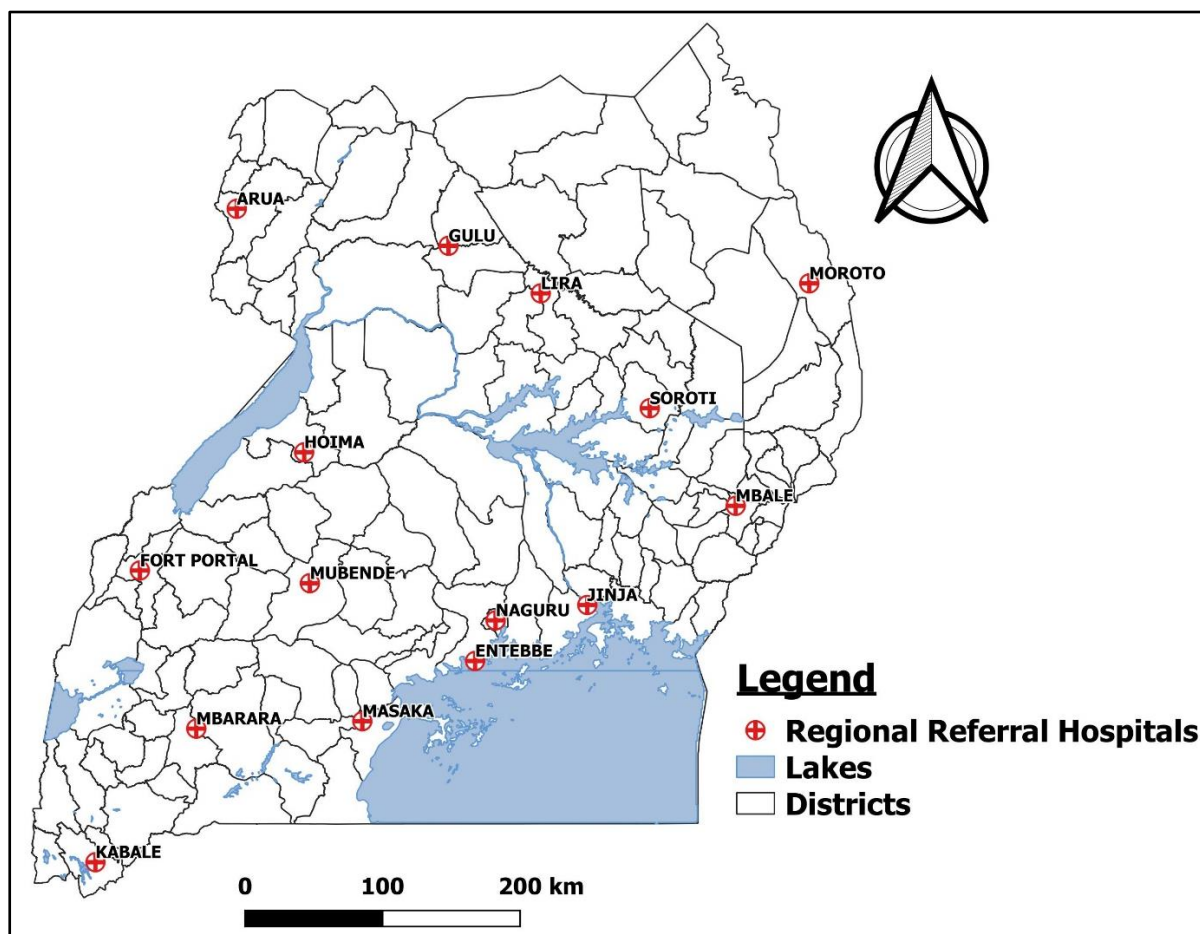 ARUA
GULU
LIRA
MOROTO
SOROTI
HOIMA
MBALE
FORT PORTAL
MUBENDE
JINJA
NAGURU
ENTEBBE
MBARARA
MASAKA
KABALE
Legend
Regional Referral Hospitals
Lakes
Districts
0 100 200 km